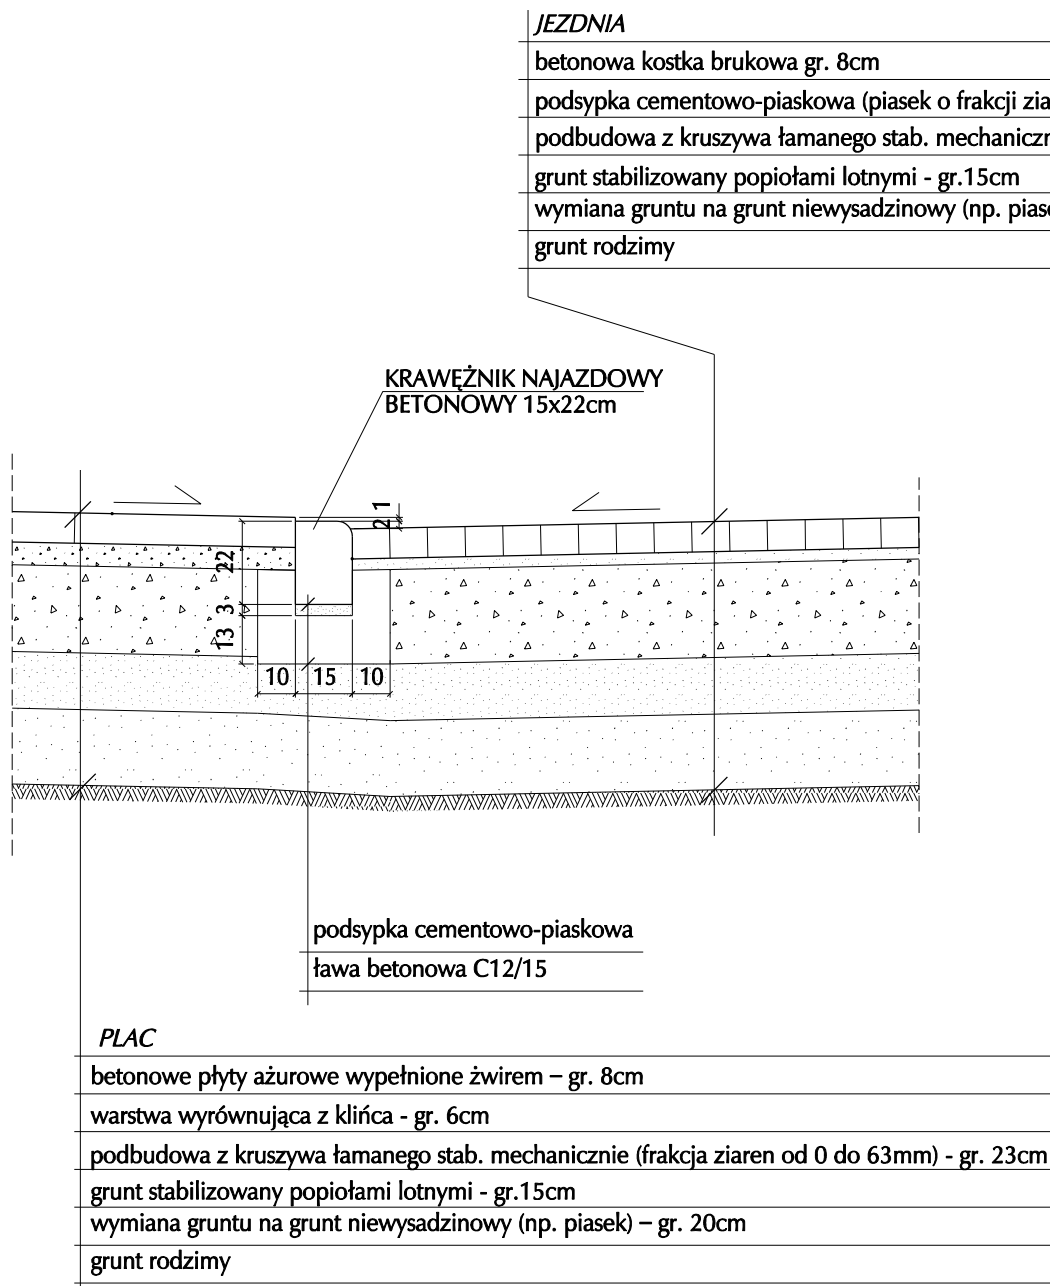 JEZDNIA
betonowa kostka brukowa gr. 8cm
podsypka cementowo-piaskowa (piasek o frakcji zia
podbudowa z kruszywa łamanego stab. mechaniczn
grunt stabilizowany popiołami lotnymi - gr.15cm
wymiana gruntu na grunt niewysadzinowy (np. piase
grunt rodzimy
KRAWĘŻNIK NAJAZDOWY
BETONOWY 15x22cm
1
2
22
3
13
10 15 10
podsypka cementowo-piaskowa
ława betonowa C12/15
PLAC
betonowe płyty ażurowe wypełnione żwirem – gr. 8cm
warstwa wyrównująca z klińca - gr. 6cm
podbudowa z kruszywa łamanego stab. mechanicznie (frakcja ziaren od 0 do 63mm) - gr. 23cm
grunt stabilizowany popiołami lotnymi - gr.15cm
wymiana gruntu na grunt niewysadzinowy (np. piasek) – gr. 20cm
grunt rodzimy